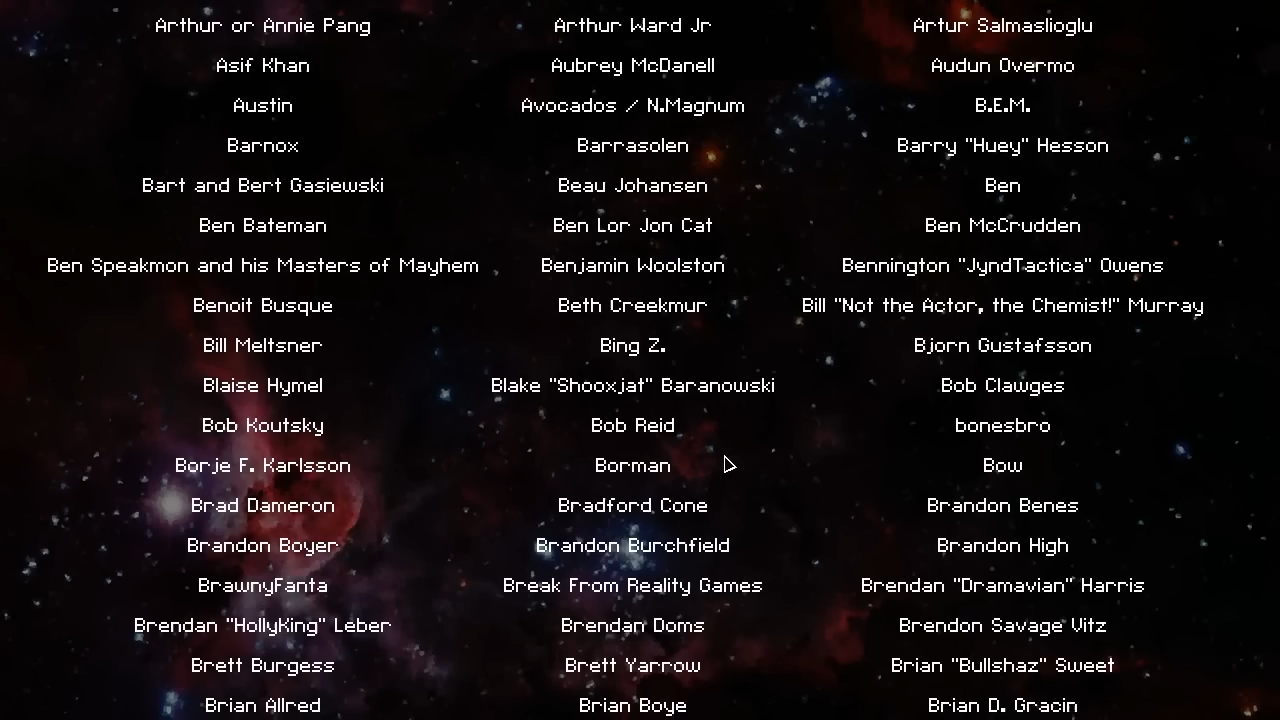 Arthur or Annie Pang Arthur Ward Jr Artur Salmaslioglu
Asif Khan Aubrey McDanell Audun Overmo
Austin Avocados / N.Magnum B.E.M.
Barnox Barrasolen Barry "Huey" Hesson
Bart and Bert Gasiewski Beau Johansen Ben
Ben Bateman Ben Lor Jon Cat Ben McCrudden
Ben Speakmon and his Masters of Mayhem Benjamin Woolston Bennington "JyndTactica" Owens
Benoit Busque Beth Creekmur Bill "Not the Actor, the Chemist!" Murray
Bill Meltsner Bing Z. Bjorn Gustafsson
Blaise Hymel Blake "Shooxjat" Baranowski Bob Clawges
Bob Koutsky Bob Reid bonesbro
Borje F. Karlsson Borman Bow
Brad Dameron Bradford Cone Brandon Benes
Brandon Boyer Brandon Burchfield Brandon High
BrawnyFanta Break From Reality Games Brendan "Dramavian" Harris
Brendan "HollyKing" Leber Brendan Doms Brendon Savage Vitz
Brett Burgess Brett Yarrow Brian "Bullshaz" Sweet
Brian Allred Brian Boye Brian D. Gracin